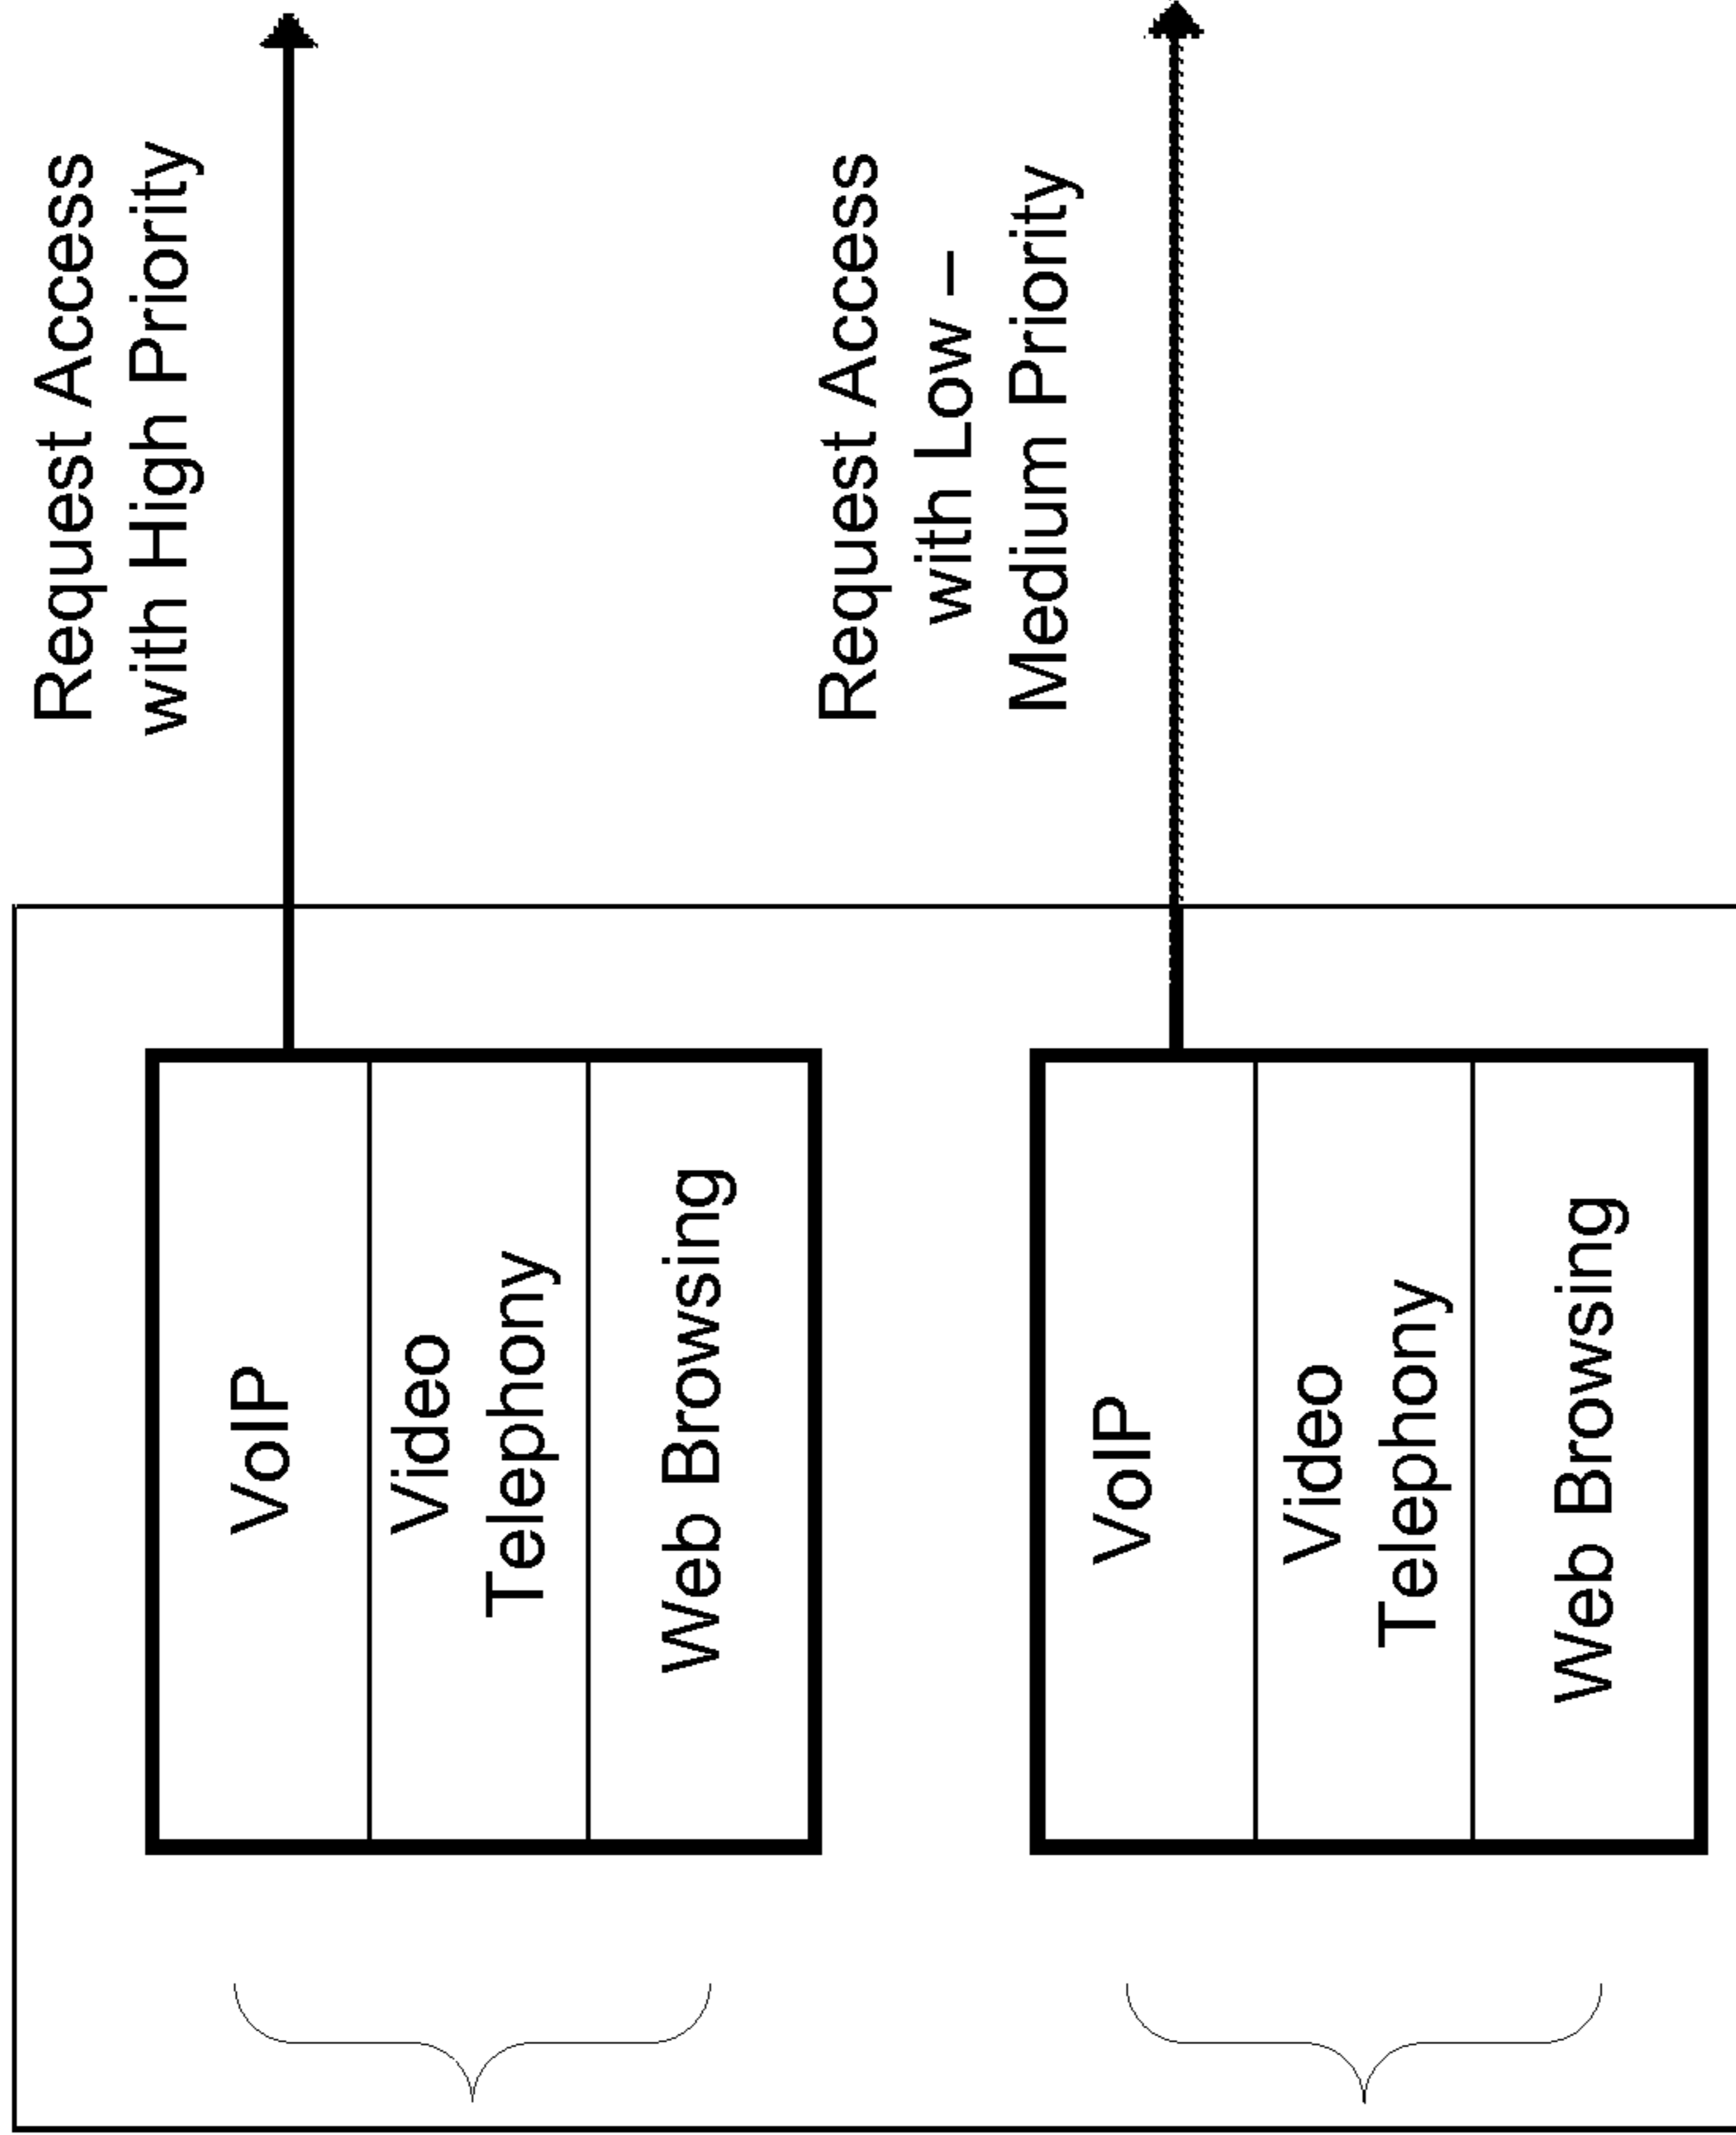 Request Access
with High Priority
VoIP
Video
Telephony
Web Browsing
Request Access
with Low –
Medium Priority
VoIP
Video
Telephony
Web Browsing